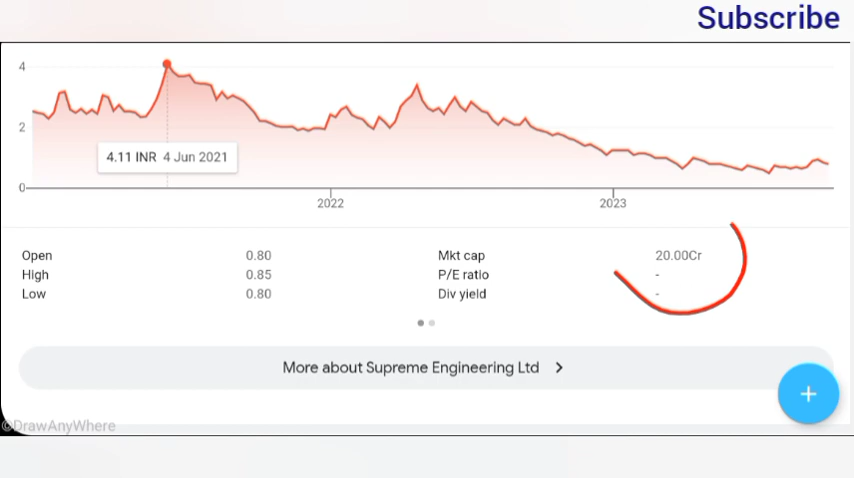 Subscribe
4
4.11 INR 4 Jun 2021
2
0
2022 2023
Open 0.80 Mkt cap 20.00Cr
High 0.85 P/E ratio -
Low 0.80 Div yield -
More about Supreme Engineering Ltd >
+
©DrawAnyWhere